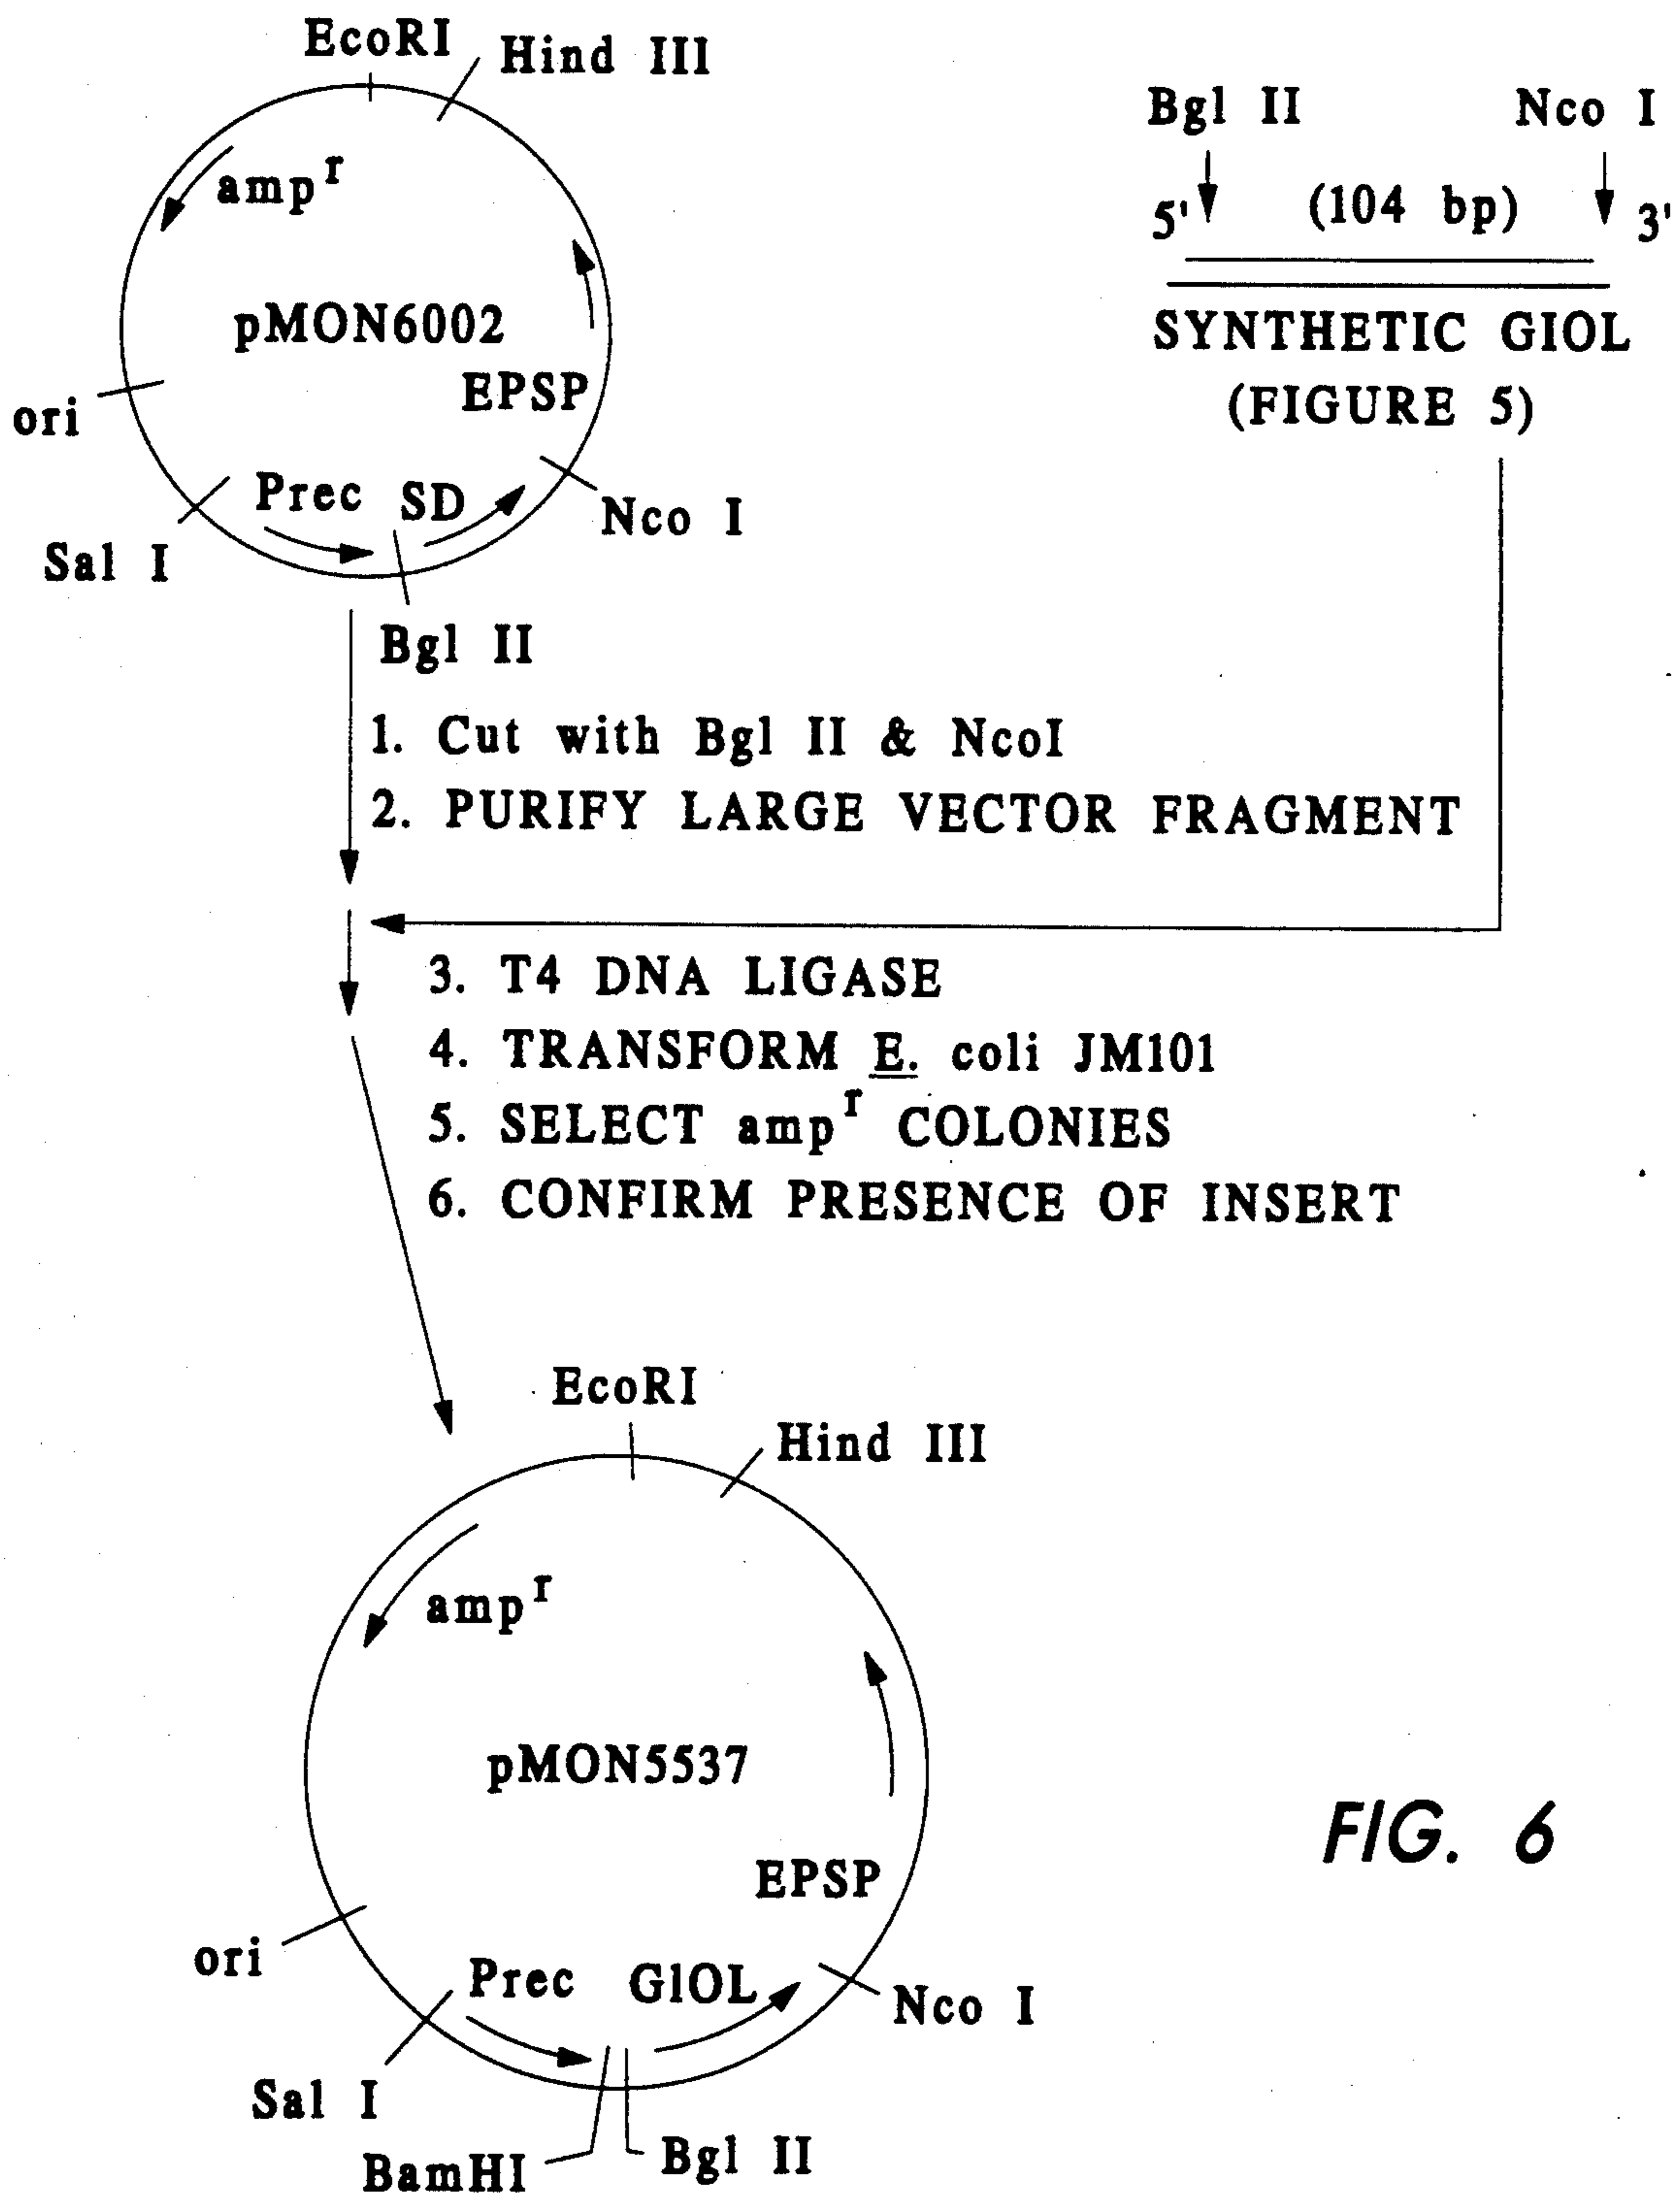 EcoRI
Hind III
amp^r
pMON6002
EPSP
ori
Prec SD
Nco I
Sal I
Bgl II
Bgl II
Nco I
5' (104 bp) 3'
SYNTHETIC GIOL
(FIGURE 5)
1. Cut with Bgl II & NcoI
2. PURIFY LARGE VECTOR FRAGMENT
3. T4 DNA LIGASE
4. TRANSFORM E. coli JM101
5. SELECT amp^r COLONIES
6. CONFIRM PRESENCE OF INSERT
EcoRI
Hind III
amp^r
pMON5537
EPSP
ori
Prec GlOL
Nco I
Sal I
BamHI
Bgl II
FIG. 6